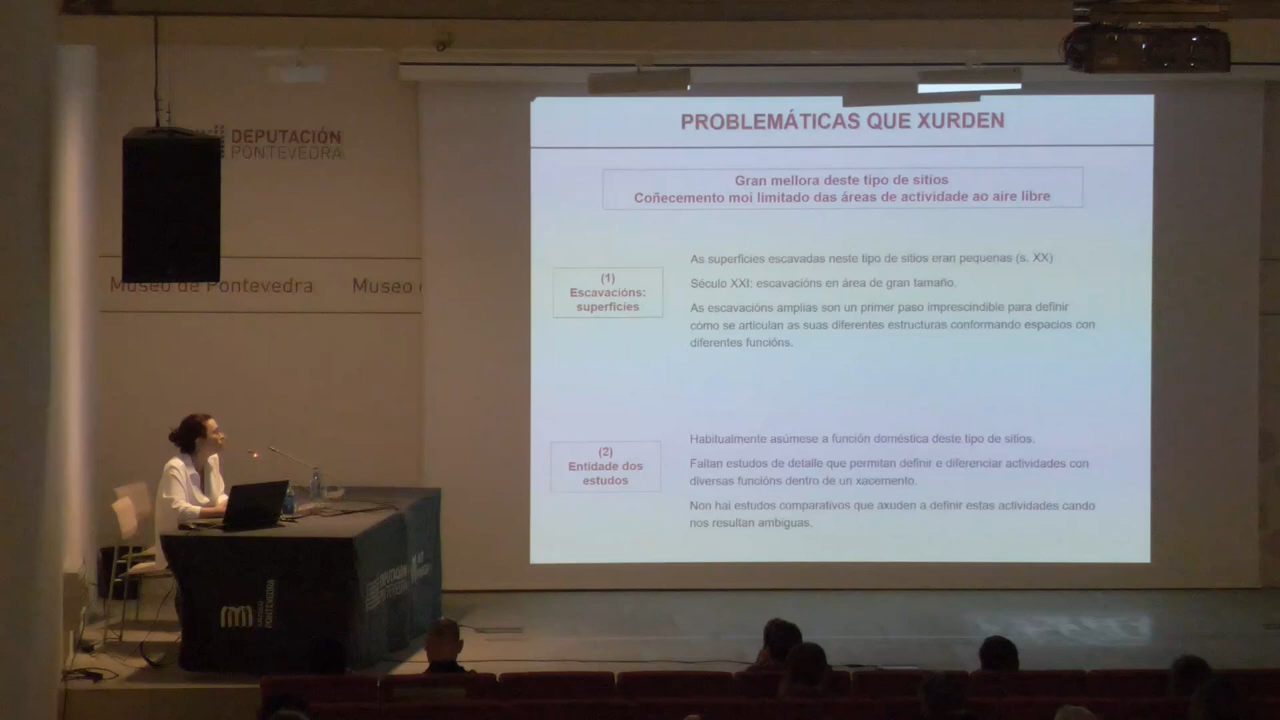 DEPUTACIÓN
PONTEVEDRA
Museo de Pontevedra
Museo
PROBLEMÁTICAS QUE XURDEN
Gran mellora deste tipo de sitios
Coñecemento moi limitado das áreas de actividade ao aire libre
(1)
Escavacións:
superficies
As superficies escavadas neste tipo de sitios eran pequenas (s. XX)
Século XXI: escavacións en área de gran tamaño.
As escavacións amplias son un primer paso imprescindible para definir
cómo se articulan as suas diferentes estructuras conformando espacios con
diferentes funcións.
(2)
Entidade dos
estudos
Habitualmente asúmese a función doméstica deste tipo de sitios.
Faltan estudos de detalle que permitan definir e diferenciar actividades con
diversas funcións dentro de un xacemento.
Non hai estudos comparativos que axuden a definir estas actividades cando
nos resultan ambiguas.
DEPUTACIÓN
PONTEVEDRA
PONTEVEDRA